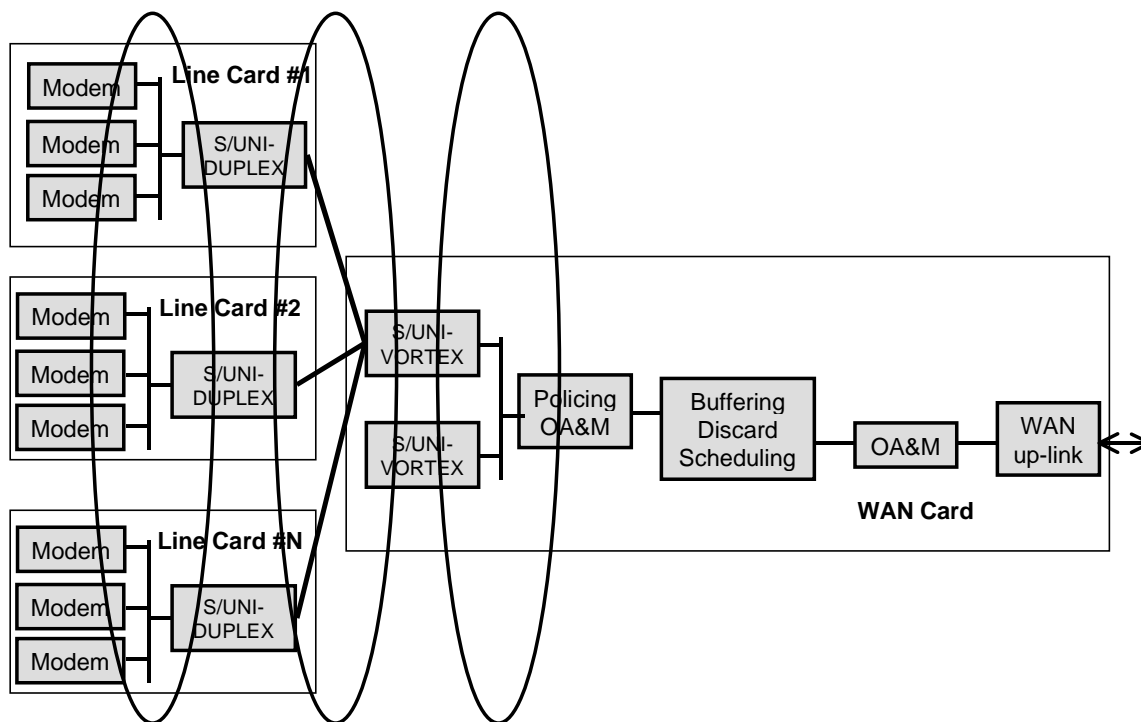 Line Card #1
Modem
Modem
Modem
S/UNI-
DUPLEX
Line Card #2
Modem
Modem
Modem
S/UNI-
DUPLEX
Line Card #N
Modem
Modem
Modem
S/UNI-
DUPLEX
S/UNI-
VORTEX
S/UNI-
VORTEX
Policing
OA&M
Buffering
Discard
Scheduling
OA&M
WAN
up-link
WAN Card